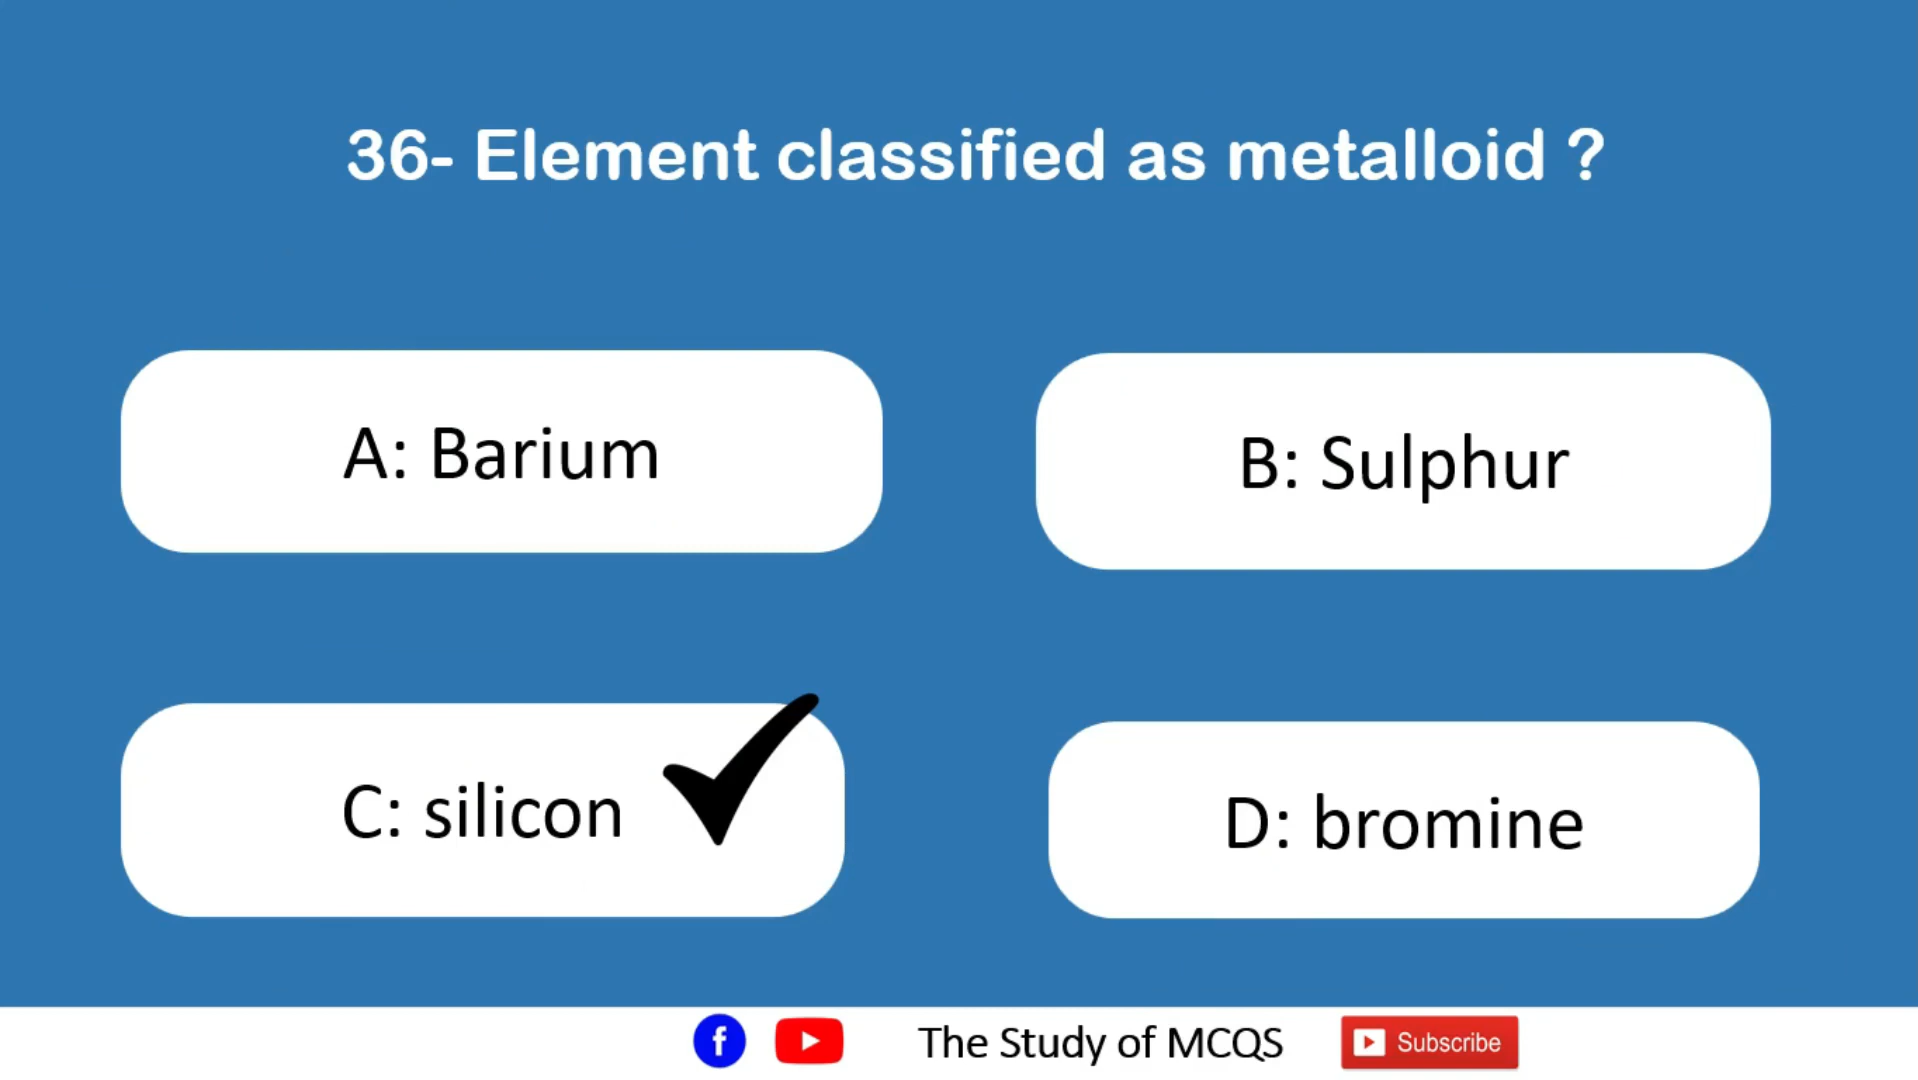 36- Element classified as metalloid ?
A: Barium
B: Sulphur
C: silicon
D: bromine
f
The Study of MCQS
Subscribe